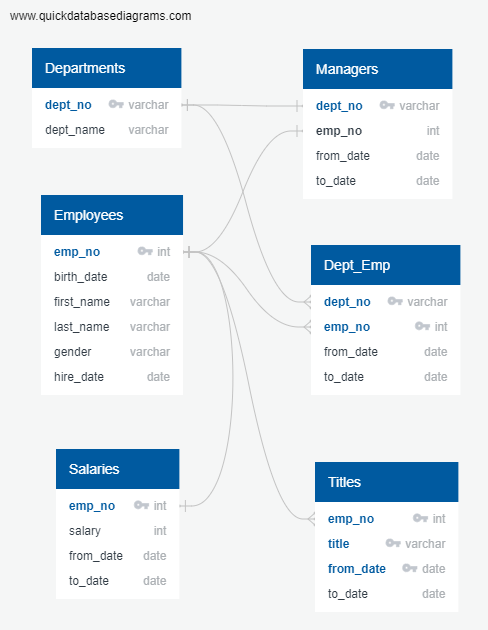 www.quickdatabasediagrams.com
Departments
dept_no varchar
dept_name varchar
Managers
dept_no varchar
emp_no int
from_date date
to_date date
Employees
emp_no int
birth_date date
first_name varchar
last_name varchar
gender varchar
hire_date date
Dept_Emp
dept_no varchar
emp_no int
from_date date
to_date date
Salaries
emp_no int
salary int
from_date date
to_date date
Titles
emp_no int
title varchar
from_date date
to_date date